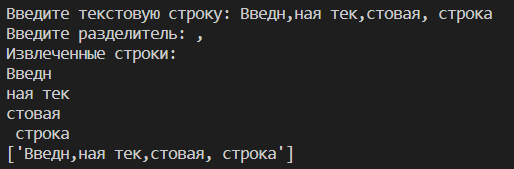 Введите текстовую строку: Введн,ная тек,стовая, строка
Введите разделитель: ,
Извлеченные строки:
Введн
ная тек
стовая
 строка
['Введн,ная тек,стовая, строка']